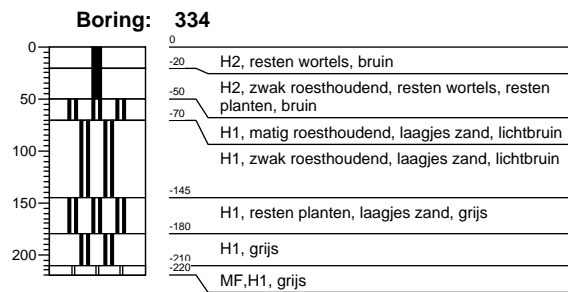 Boring: 334
0
0
-20
H2, resten wortels, bruin
H2, zwak roesthoudend, resten wortels, resten
planten, bruin
50
-50
-70
H1, matig roesthoudend, laagjes zand, lichtbruin
H1, zwak roesthoudend, laagjes zand, lichtbruin
100
150
-145
H1, resten planten, laagjes zand, grijs
-180
H1, grijs
200
-210
-220
MF,H1, grijs